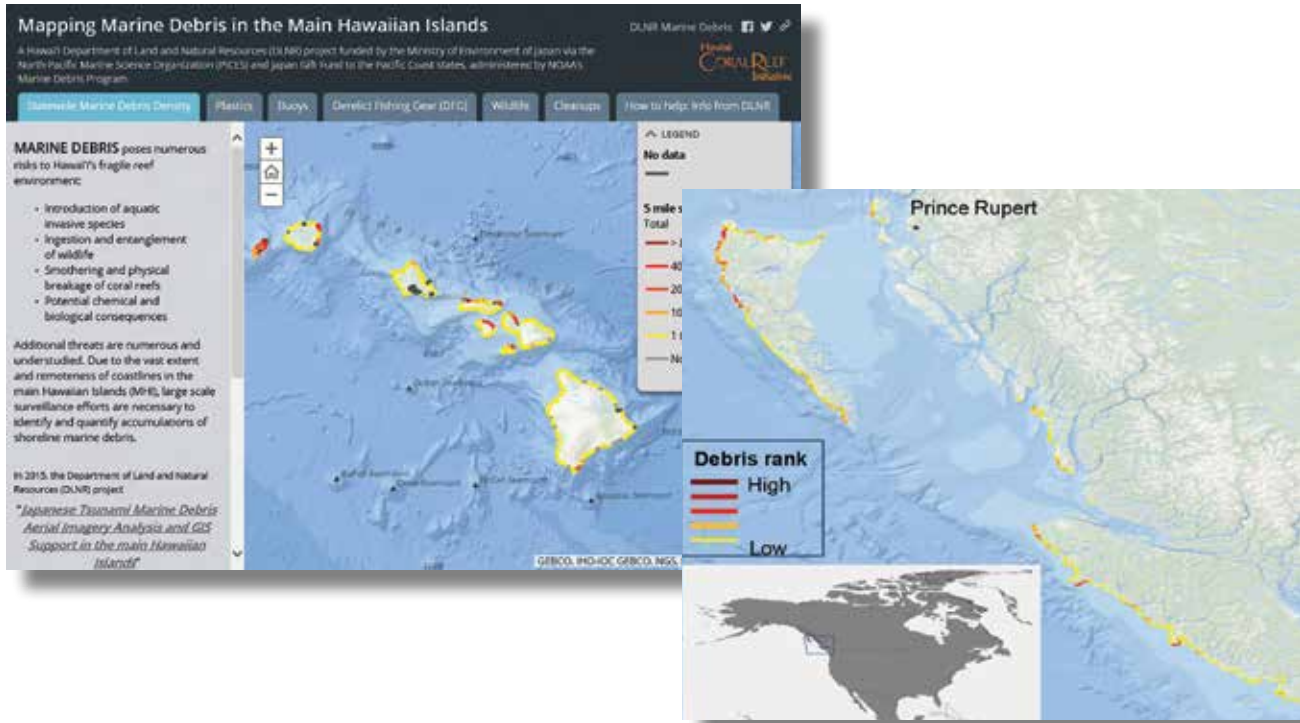 Mapping Marine Debris in the Main Hawaiian Islands
DLNR Marine Debris
A Hawai'i Department of Land and Natural Resources (DLNR) project funded by the Ministry of Environment of Japan via the
North Pacific Marine Science Organization (PICES) and Japan Gift Fund to the Pacific Coast states, administered by NOAA's
Marine Debris Program
CORAL REEF
Initiative
Statewide Marine Debris Density
Plastics
Buoys
Derelict Fishing Gear (DFG)
Wildlife
Cleanups
How to help: Info from DLNR
MARINE DEBRIS poses numerous
risks to Hawai'i's fragile reef
environment:
• Introduction of aquatic
invasive species
• Ingestion and entanglement
of wildlife
• Smothering and physical
breakage of coral reefs
• Potential chemical and
biological consequences
Additional threats are numerous and
understudied. Due to the vast extent
and remoteness of coastlines in the
main Hawaiian Islands (MHI), large scale
surveillance efforts are necessary to
identify and quantify accumulations of
shoreline marine debris.
In 2015, the Department of Land and Natural
Resources (DLNR) project
"Japanese Tsunami Marine Debris
Aerial Imagery Analysis and GIS
Support in the main Hawaiian
Islands"
+
−
LEGEND
No data
5 mile s
Total
40
20
10
GEBCO, IHO-IOC GEBCO, NGS,
Prince Rupert
Debris rank
High
Low